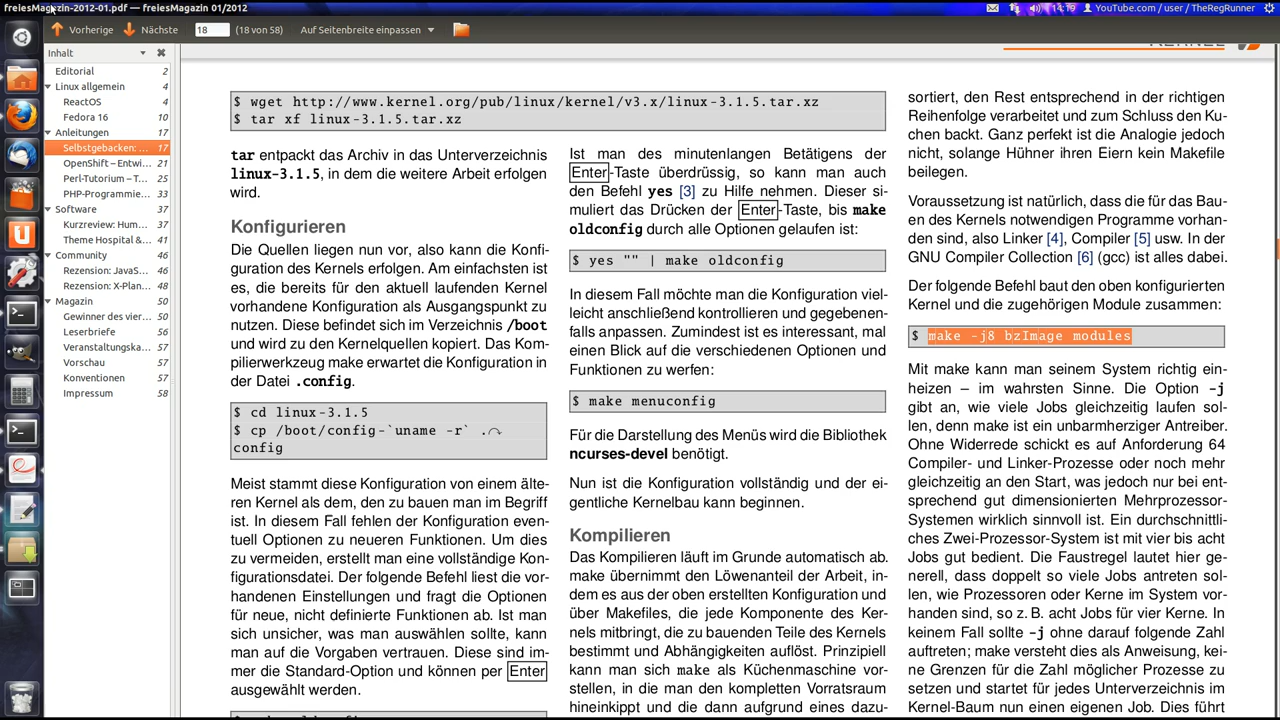 freiesMagazin-2012-01.pdf — freiesMagazin 01/2012
14:19
YouTube.com / user / TheRegRunner
Vorherige
Nächste
18
(18 von 58)
Auf Seitenbreite einpassen
Inhalt
Editorial 2
Linux allgemein 4
ReactOS 4
Fedora 16 10
Anleitungen 17
Selbstgebacken: ... 17
OpenShift – Entwi... 21
Perl-Tutorium – T... 25
PHP-Programmie... 33
Software 37
Kurzreview: Hum... 37
Theme Hospital &... 41
Community 46
Rezension: JavaS... 46
Rezension: X-Plan... 48
Magazin 50
Gewinner des vier... 50
Leserbriefe 56
Veranstaltungska... 57
Vorschau 57
Konventionen 57
Impressum 58
KERNEL
$ wget http://www.kernel.org/pub/linux/kernel/v3.x/linux-3.1.5.tar.xz
$ tar xf linux-3.1.5.tar.xz
tar entpackt das Archiv in das Unterverzeichnis
linux-3.1.5, in dem die weitere Arbeit erfolgen
wird.
Konfigurieren
Die Quellen liegen nun vor, also kann die Konfi-
guration des Kernels erfolgen. Am einfachsten ist
es, die bereits für den aktuell laufenden Kernel
vorhandene Konfiguration als Ausgangspunkt zu
nutzen. Diese befindet sich im Verzeichnis /boot
und wird zu den Kernelquellen kopiert. Das Kom-
pilierwerkzeug make erwartet die Konfiguration in
der Datei .config.
$ cd linux-3.1.5
$ cp /boot/config-`uname -r` .
config
Meist stammt diese Konfiguration von einem älte-
ren Kernel als dem, den zu bauen man im Begriff
ist. In diesem Fall fehlen der Konfiguration even-
tuell Optionen zu neueren Funktionen. Um dies
zu vermeiden, erstellt man eine vollständige Kon-
figurationsdatei. Der folgende Befehl liest die vor-
handenen Einstellungen und fragt die Optionen
für neue, nicht definierte Funktionen ab. Ist man
sich unsicher, was man auswählen sollte, kann
man auf die Vorgaben vertrauen. Diese sind im-
mer die Standard-Option und können per Enter
ausgewählt werden.
Ist man des minutenlangen Betätigens der
Enter-Taste überdrüssig, so kann man auch
den Befehl yes [3] zu Hilfe nehmen. Dieser si-
muliert das Drücken der Enter-Taste, bis make
oldconfig durch alle Optionen gelaufen ist:
$ yes "" | make oldconfig
In diesem Fall möchte man die Konfiguration viel-
leicht anschließend kontrollieren und gegebenen-
falls anpassen. Zumindest ist es interessant, mal
einen Blick auf die verschiedenen Optionen und
Funktionen zu werfen:
$ make menuconfig
Für die Darstellung des Menüs wird die Bibliothek
ncurses-devel benötigt.
Nun ist die Konfiguration vollständig und der ei-
gentliche Kernelbau kann beginnen.
Kompilieren
Das Kompilieren läuft im Grunde automatisch ab.
make übernimmt den Löwenanteil der Arbeit, in-
dem es aus der oben erstellten Konfiguration und
über Makefiles, die jede Komponente des Ker-
nels mitbringt, die zu bauenden Teile des Kernels
bestimmt und Abhängigkeiten auflöst. Prinzipiell
kann man sich make als Küchenmaschine vor-
stellen, in die man den kompletten Vorratsraum
hineinkippt und die dann aufgrund eines dazu-
sortiert, den Rest entsprechend in der richtigen
Reihenfolge verarbeitet und zum Schluss den Ku-
chen backt. Ganz perfekt ist die Analogie jedoch
nicht, solange Hühner ihren Eiern kein Makefile
beilegen.
Voraussetzung ist natürlich, dass die für das Bau-
en des Kernels notwendigen Programme vorhan-
den sind, also Linker [4], Compiler [5] usw. In der
GNU Compiler Collection [6] (gcc) ist alles dabei.
Der folgende Befehl baut den oben konfigurierten
Kernel und die zugehörigen Module zusammen:
$ make -j8 bzImage modules
Mit make kann man seinem System richtig ein-
heizen – im wahrsten Sinne. Die Option -j
gibt an, wie viele Jobs gleichzeitig laufen sol-
len, denn make ist ein unbarmherziger Antreiber.
Ohne Widerrede schickt es auf Anforderung 64
Compiler- und Linker-Prozesse oder noch mehr
gleichzeitig an den Start, was jedoch nur bei ent-
sprechend gut dimensionierten Mehrprozessor-
Systemen wirklich sinnvoll ist. Ein durchschnittli-
ches Zwei-Prozessor-System ist mit vier bis acht
Jobs gut bedient. Die Faustregel lautet hier ge-
nerell, dass doppelt so viele Jobs antreten sol-
len, wie Prozessoren oder Kerne im System vor-
handen sind, so z. B. acht Jobs für vier Kerne. In
keinem Fall sollte -j ohne darauf folgende Zahl
auftreten; make versteht dies als Anweisung, kei-
ne Grenzen für die Zahl möglicher Prozesse zu
setzen und startet für jedes Unterverzeichnis im
Kernel-Baum nun einen eigenen Job. Dies führt